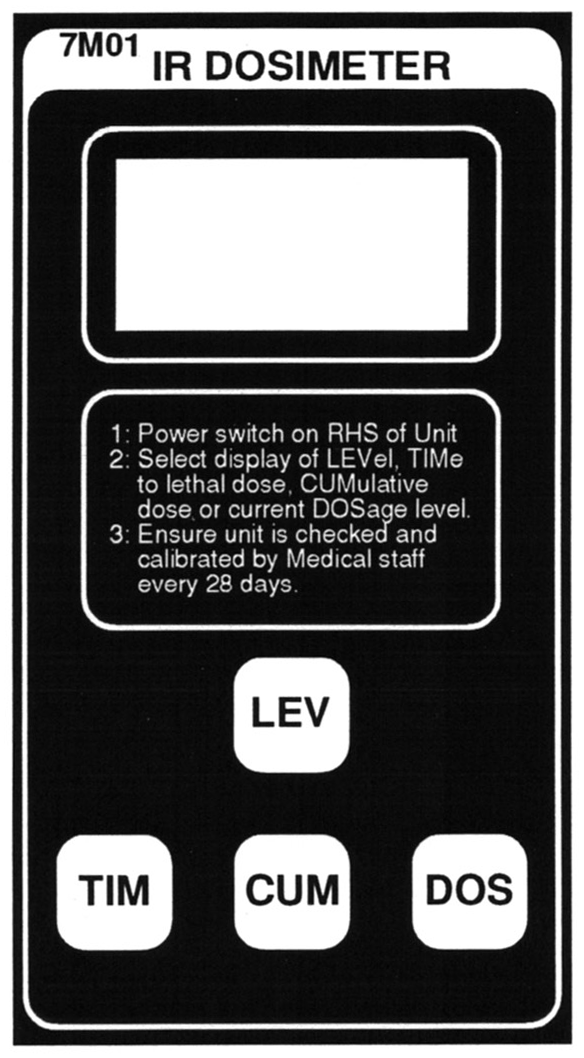 7M01
IR DOSIMETER
1: Power switch on RHS of Unit
2: Select display of LEVel, TIMe
to lethal dose, CUMulative
dose or current DOSage level.
3: Ensure unit is checked and
calibrated by Medical staff
every 28 days.
LEV
TIM CUM DOS